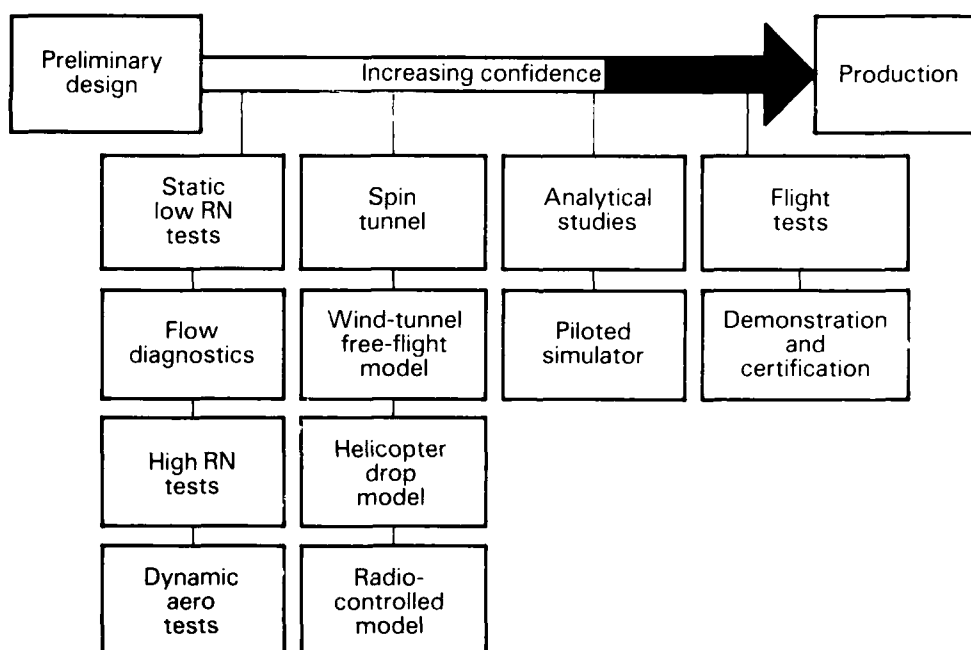 Preliminary
design
Increasing confidence
Production
Static
low RN
tests
Flow
diagnostics
High RN
tests
Dynamic
aero
tests
Spin
tunnel
Wind-tunnel
free-flight
model
Helicopter
drop
model
Radio-
controlled
model
Analytical
studies
Piloted
simulator
Flight
tests
Demonstration
and
certification